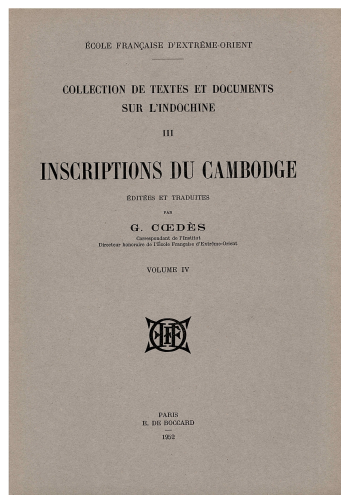 ÉCOLE FRANÇAISE D'EXTRÊME-ORIENT
COLLECTION DE TEXTES ET DOCUMENTS
SUR L'INDOCHINE
III
INSCRIPTIONS DU CAMBODGE
ÉDITÉES ET TRADUITES
PAR
G. CŒDÈS
Correspondant de l'Institut
Directeur honoraire de l'École Française d'Extrême-Orient
VOLUME IV
PARIS
E. DE BOCCARD
1952